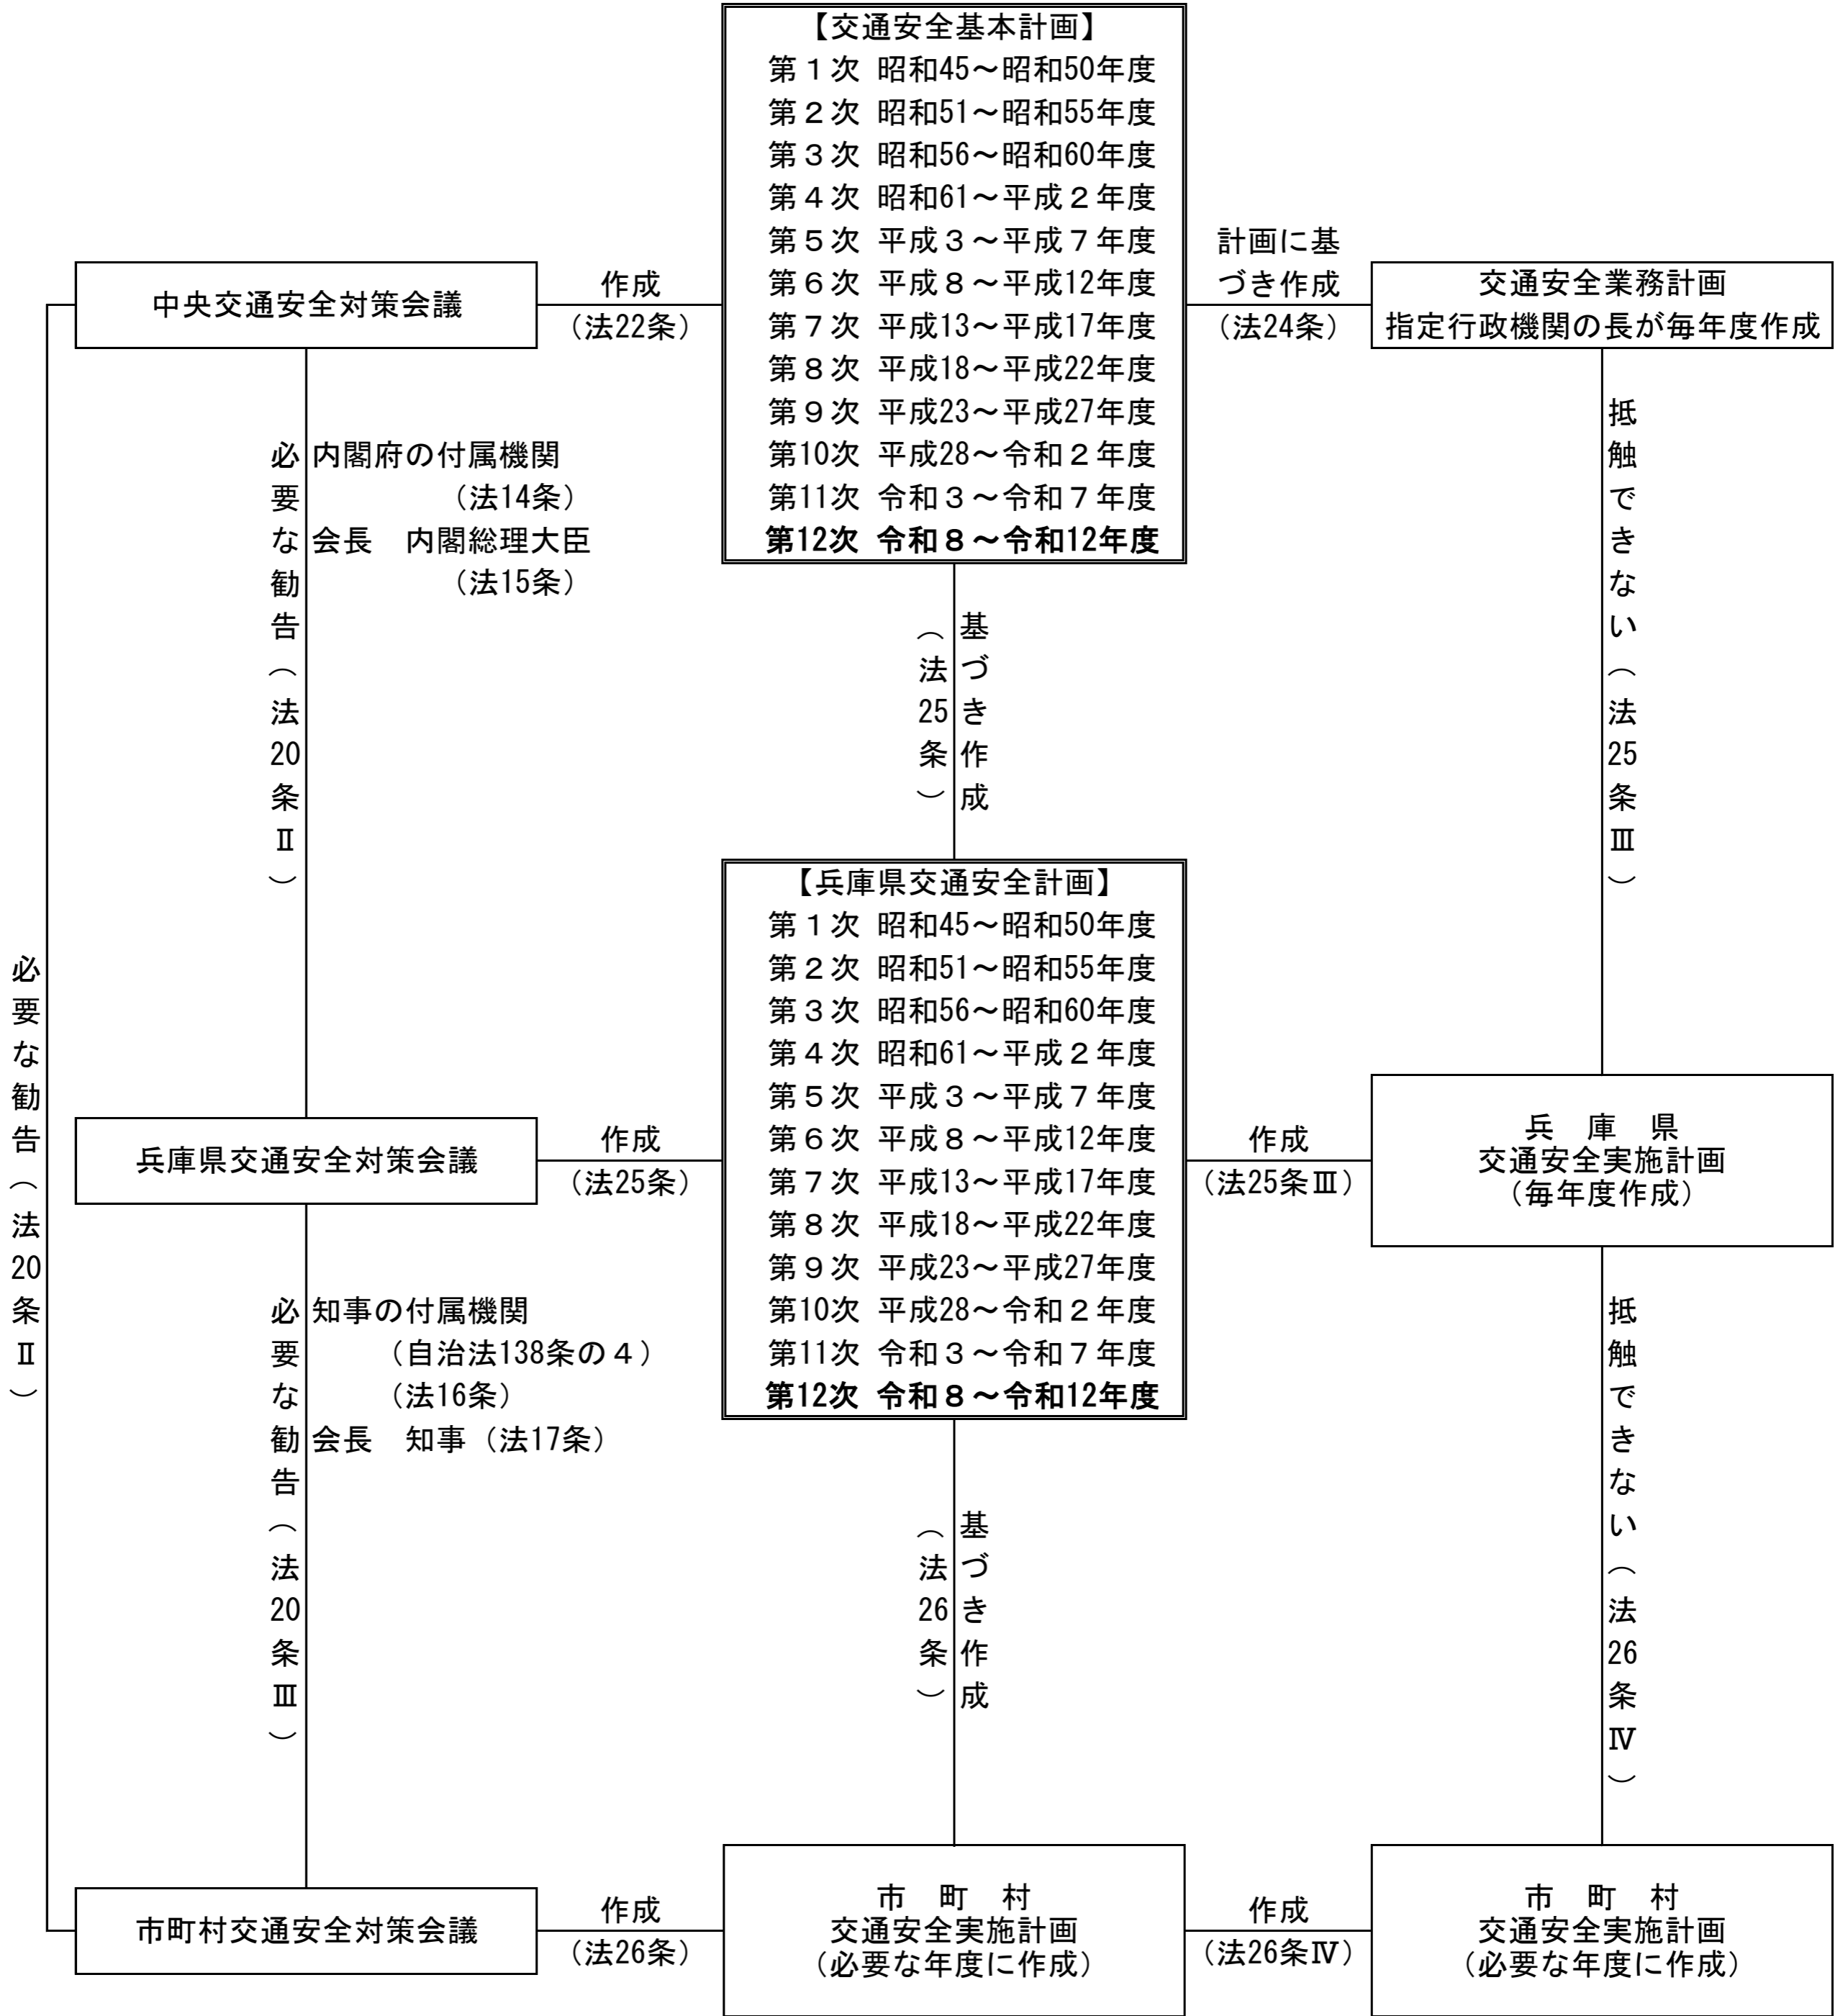 【交通安全基本計画】
第１次 昭和45～昭和50年度
第２次 昭和51～昭和55年度
第３次 昭和56～昭和60年度
第４次 昭和61～平成２年度
第５次 平成３～平成７年度
第６次 平成８～平成12年度
第７次 平成13～平成17年度
第８次 平成18～平成22年度
第９次 平成23～平成27年度
第10次 平成28～令和２年度
第11次 令和３～令和７年度
第12次 令和８～令和12年度
中央交通安全対策会議
作成
（法22条）
計画に基
づき作成
（法24条）
交通安全業務計画
指定行政機関の長が毎年度作成
必要な勧告（法20条Ⅱ）
内閣府の付属機関
（法14条）
会長　内閣総理大臣
（法15条）
基づき作成
（法25条）
抵触できない（法25条Ⅲ）
必要な勧告（法20条Ⅱ）
【兵庫県交通安全計画】
第１次 昭和45～昭和50年度
第２次 昭和51～昭和55年度
第３次 昭和56～昭和60年度
第４次 昭和61～平成２年度
第５次 平成３～平成７年度
第６次 平成８～平成12年度
第７次 平成13～平成17年度
第８次 平成18～平成22年度
第９次 平成23～平成27年度
第10次 平成28～令和２年度
第11次 令和３～令和７年度
第12次 令和８～令和12年度
兵庫県交通安全対策会議
作成
（法25条）
作成
（法25条Ⅲ）
兵　庫　県
交通安全実施計画
（毎年度作成）
必要な勧告（法20条Ⅲ）
知事の付属機関
（自治法138条の４）
（法16条）
会長　知事（法17条）
基づき作成
（法26条）
抵触できない（法26条Ⅳ）
市町村交通安全対策会議
作成
（法26条）
市　町　村
交通安全実施計画
（必要な年度に作成）
作成
（法26条Ⅳ）
市　町　村
交通安全実施計画
（必要な年度に作成）